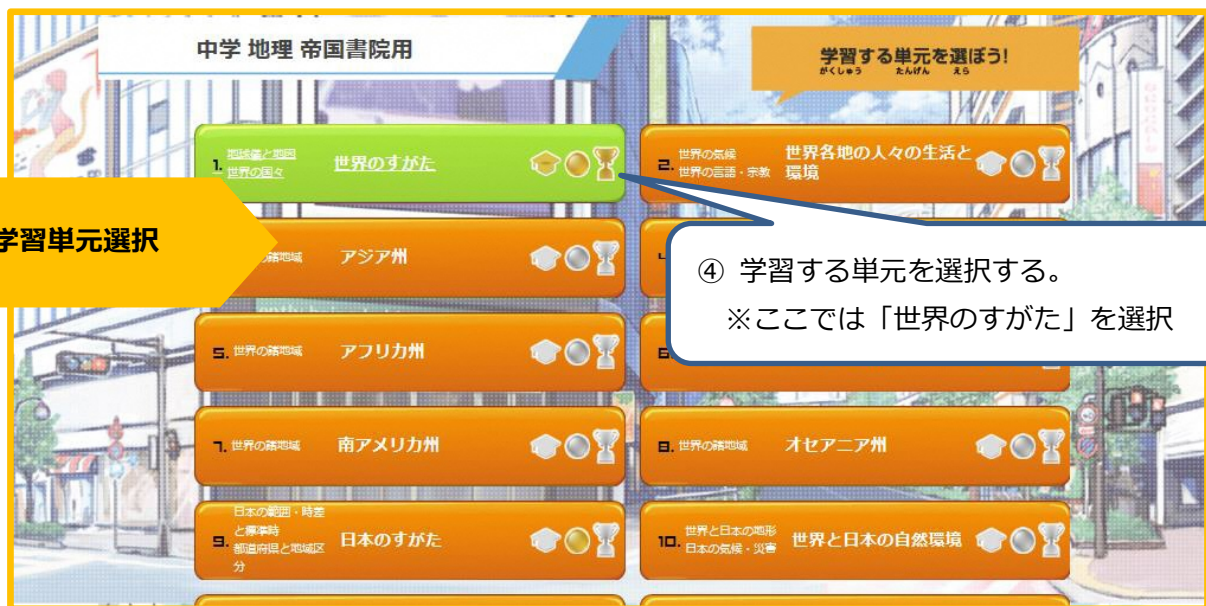 中学 地理 帝国書院用
学習する単元を選ぼう!
がくしゅう たんげん えら
1. 地球儀と地図
世界の国々
世界のすがた
2. 世界の気候
世界の言語・宗教
世界各地の人々の生活と
環境
学習単元選択
諸地域
アジア州
4
④ 学習する単元を選択する。
※ここでは「世界のすがた」を選択
5. 世界の諸地域
アフリカ州
6.
7. 世界の諸地域
南アメリカ州
8. 世界の諸地域
オセアニア州
9. 日本の範囲・時差
と標準時
都道府県と地域区
分
日本のすがた
10. 世界と日本の地形
日本の気候・災害
世界と日本の自然環境